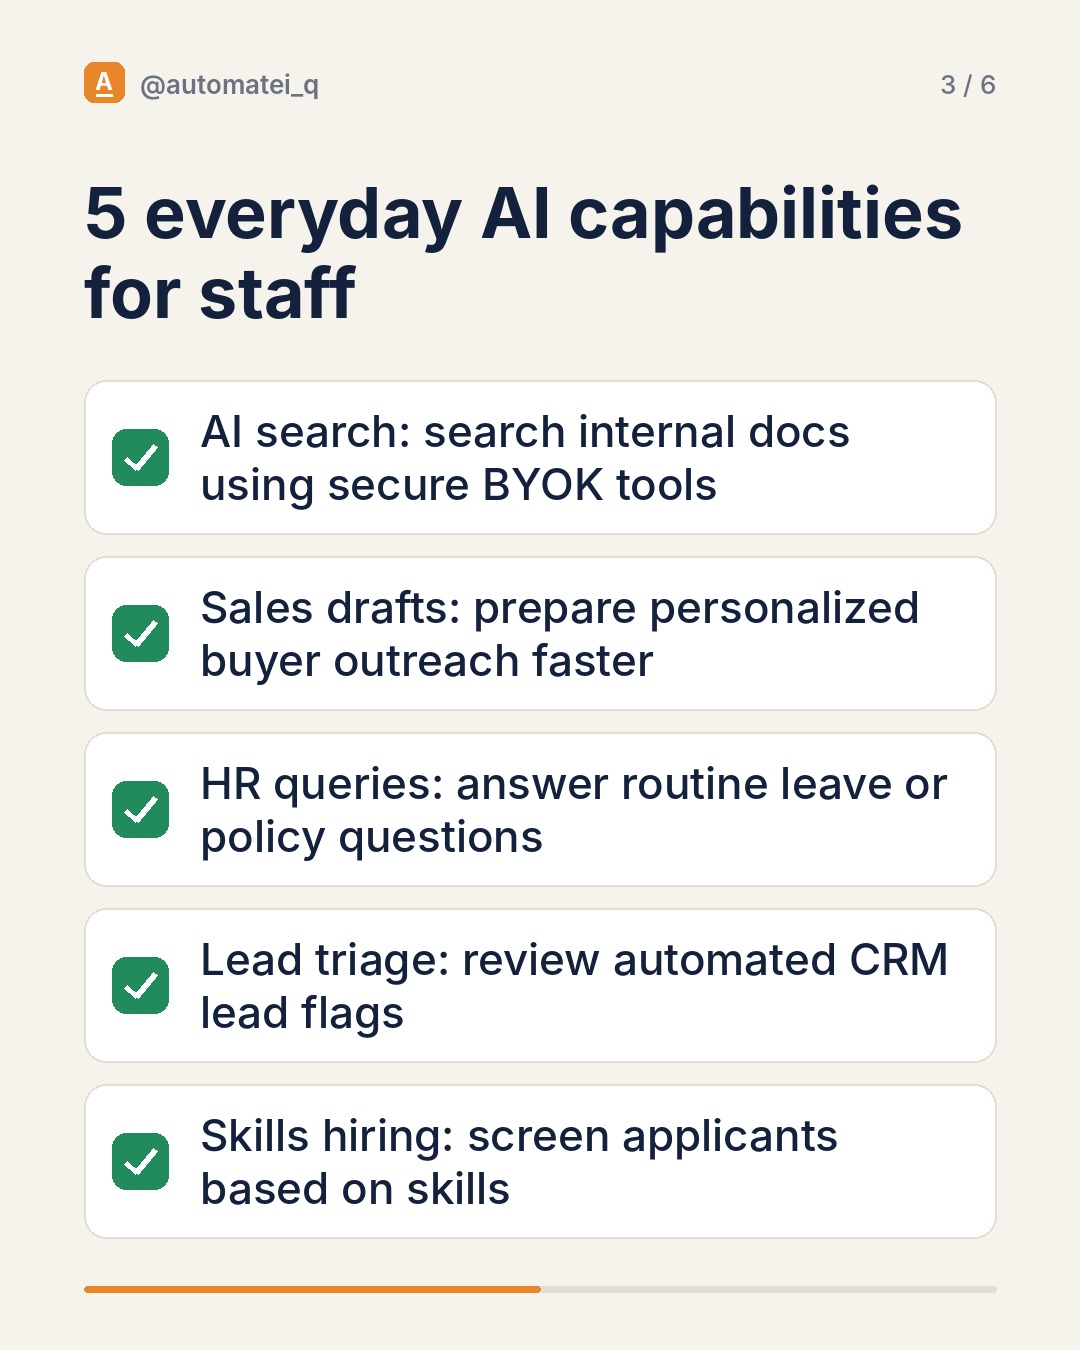 A @automatei_q
3 / 6
5 everyday AI capabilities
for staff
AI search: search internal docs
using secure BYOK tools
Sales drafts: prepare personalized
buyer outreach faster
HR queries: answer routine leave or
policy questions
Lead triage: review automated CRM
lead flags
Skills hiring: screen applicants
based on skills